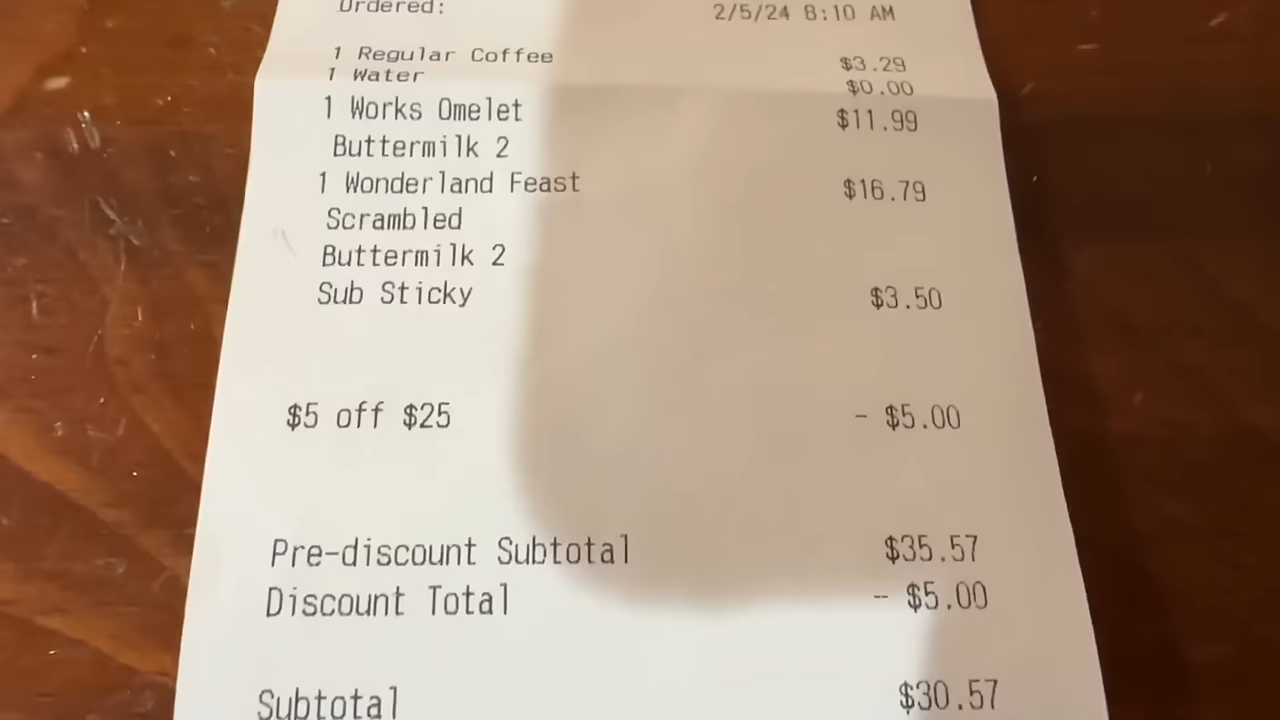 Ordered: 2/5/24 8:10 AM
1 Regular Coffee $3.29
1 Water $0.00
1 Works Omelet $11.99
Buttermilk 2
1 Wonderland Feast $16.79
Scrambled
Buttermilk 2
Sub Sticky $3.50
$5 off $25 - $5.00
Pre-discount Subtotal $35.57
Discount Total - $5.00
Subtotal $30.57